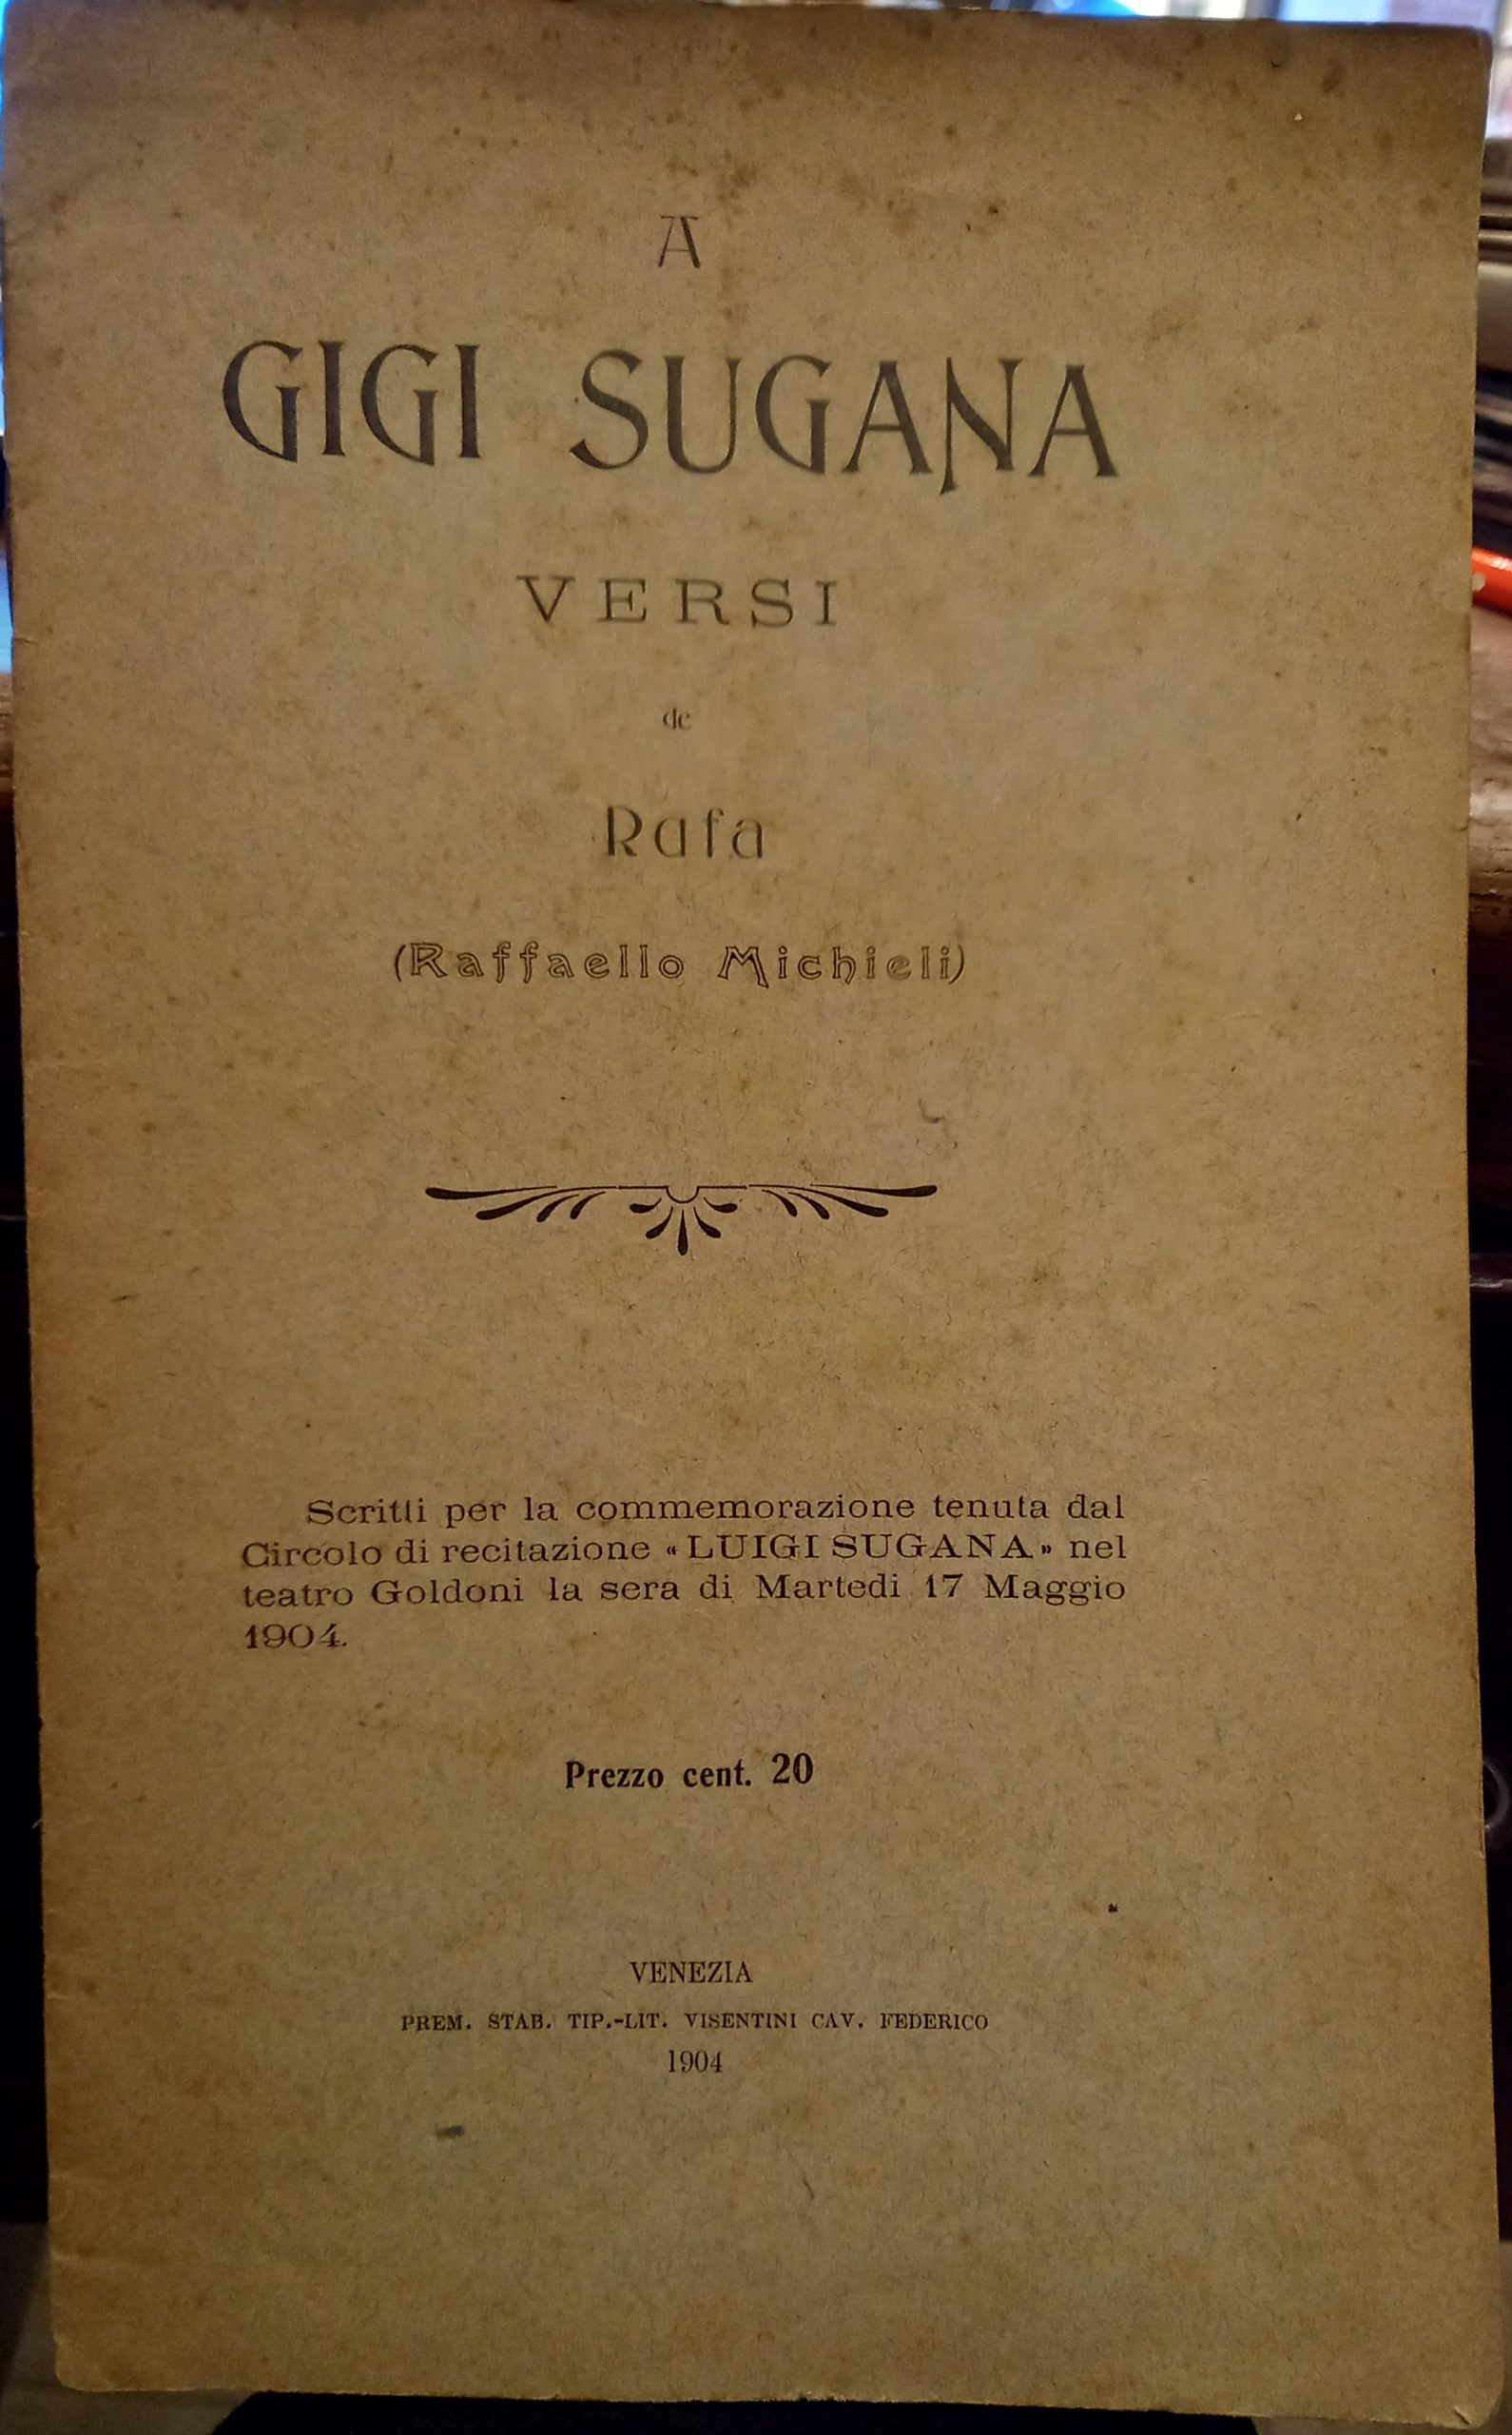 A
GIGI SUGANA
VERSI
de
Rafa
(Raffaello Michieli)
Scritti per la commemorazione tenuta dal
Circolo di recitazione «LUIGI SUGANA» nel
teatro Goldoni la sera di Martedi 17 Maggio
1904.
Prezzo cent. 20
VENEZIA
PREM. STAB. TIP.-LIT. VISENTINI CAV. FEDERICO
1904